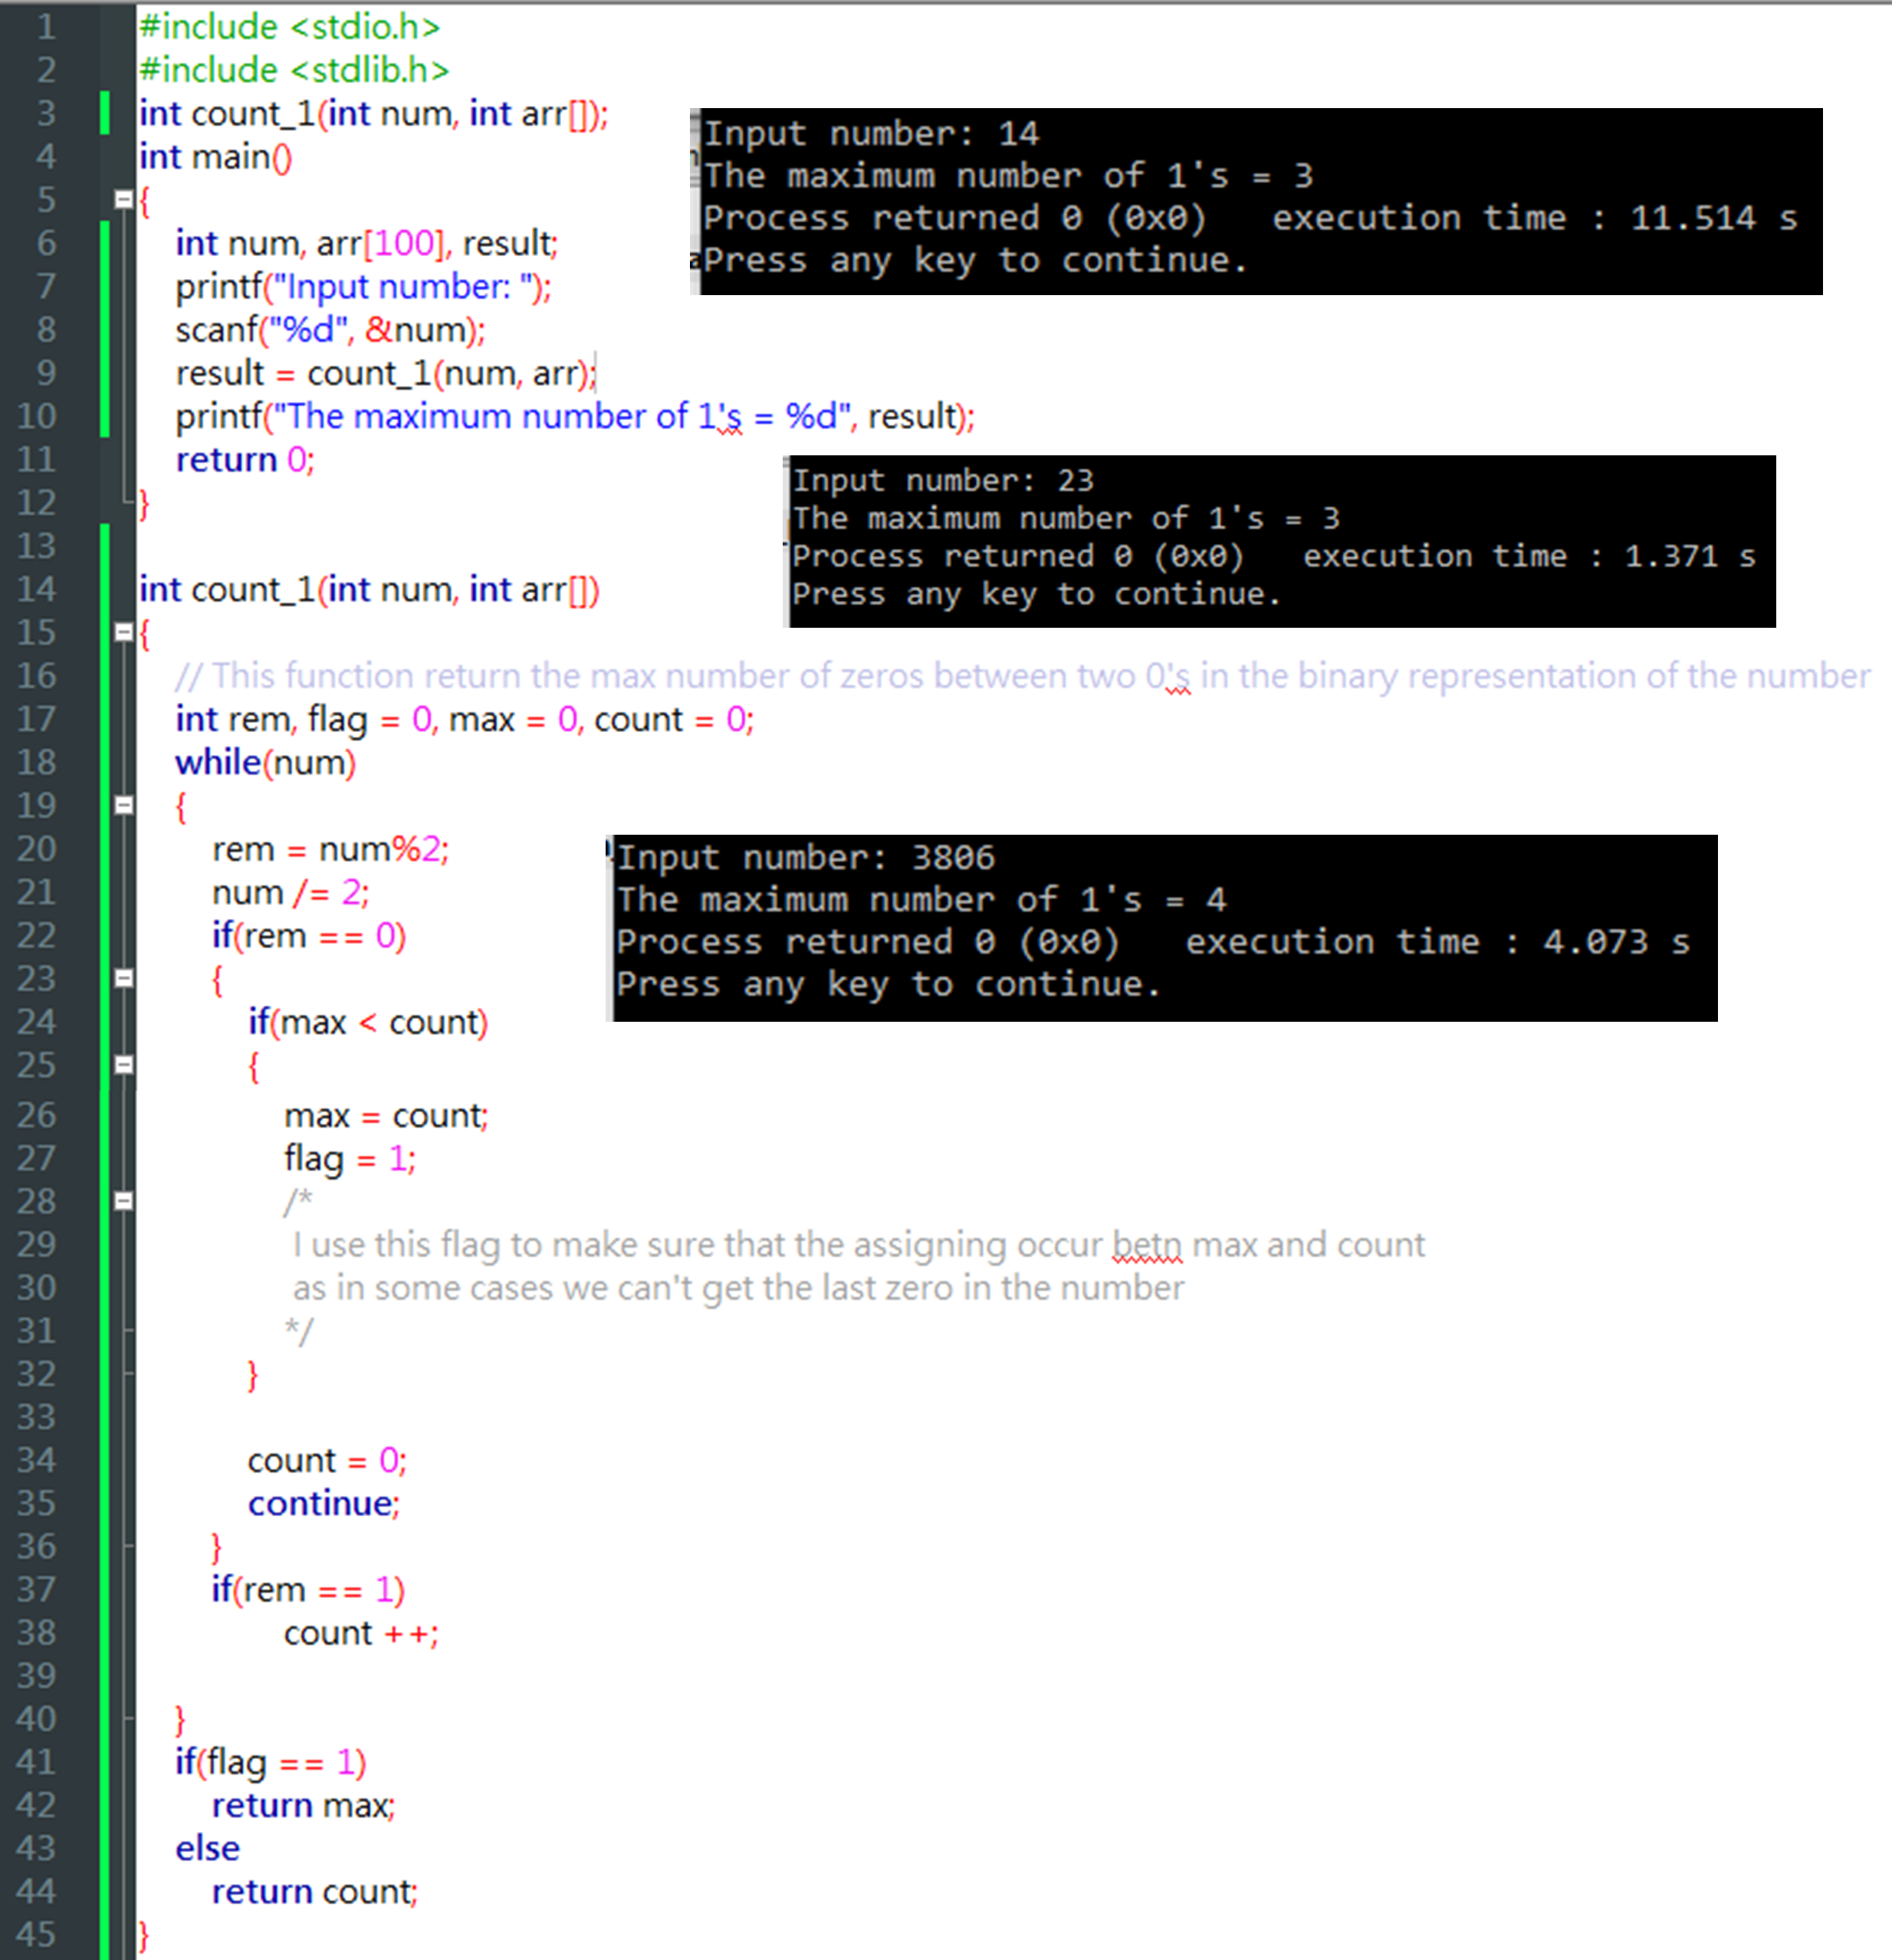 1 #include <stdio.h>
2 #include <stdlib.h>
3 int count_1(int num, int arr[]);
4 int main()
5 {
6 int num, arr[100], result;
7 printf("Input number: ");
8 scanf("%d", &num);
9 result = count_1(num, arr);
10 printf("The maximum number of 1's = %d", result);
11 return 0;
12 }
13
14 int count_1(int num, int arr[])
15 {
16 // This function return the max number of zeros between two 0's in the binary representation of the number
17 int rem, flag = 0, max = 0, count = 0;
18 while(num)
19 {
20 rem = num%2;
21 num /= 2;
22 if(rem == 0)
23 {
24 if(max < count)
25 {
26 max = count;
27 flag = 1;
28 /*
29 I use this flag to make sure that the assigning occur betn max and count
30 as in some cases we can't get the last zero in the number
31 */
32 }
33
34 count = 0;
35 continue;
36 }
37 if(rem == 1)
38 count ++;
39
40 }
41 if(flag == 1)
42 return max;
43 else
44 return count;
45 }
Input number: 14
The maximum number of 1's = 3
Process returned 0 (0x0) execution time : 11.514 s
Press any key to continue.
Input number: 23
The maximum number of 1's = 3
Process returned 0 (0x0) execution time : 1.371 s
Press any key to continue.
Input number: 3806
The maximum number of 1's = 4
Process returned 0 (0x0) execution time : 4.073 s
Press any key to continue.